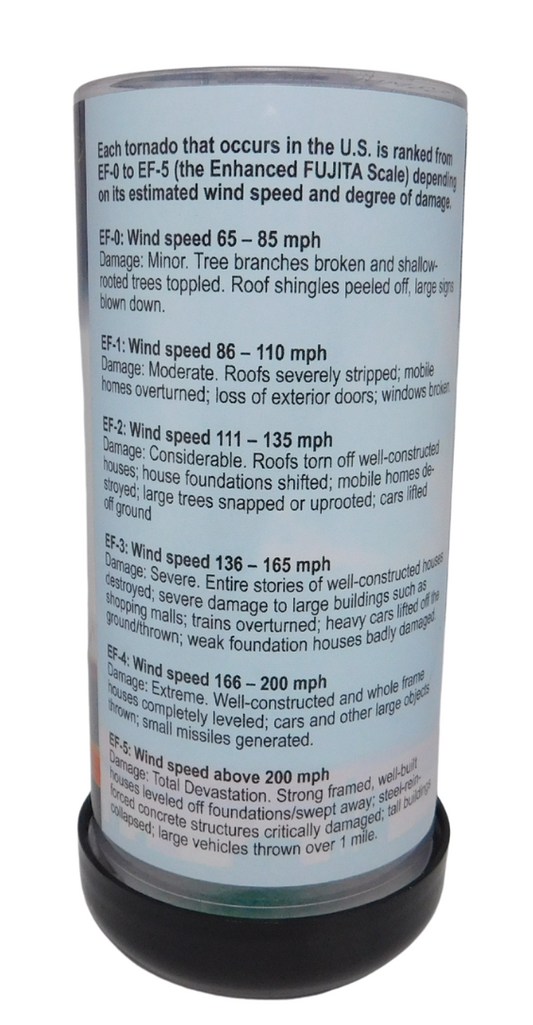 Each tornado that occurs in the U.S. is ranked from
EF-0 to EF-5 (the Enhanced FUJITA Scale) depending
on its estimated wind speed and degree of damage.
EF-0: Wind speed 65 – 85 mph
Damage: Minor. Tree branches broken and shallow-
rooted trees toppled. Roof shingles peeled off, large signs
blown down.
EF-1: Wind speed 86 – 110 mph
Damage: Moderate. Roofs severely stripped; mobile
homes overturned; loss of exterior doors; windows broken
EF-2: Wind speed 111 – 135 mph
Damage: Considerable. Roofs torn off well-constructed
houses; house foundations shifted; mobile homes de-
stroyed; large trees snapped or uprooted; cars lifted
off ground
EF-3: Wind speed 136 – 165 mph
Damage: Severe. Entire stories of well-constructed houses
destroyed; severe damage to large buildings such as
shopping malls; trains overturned; heavy cars lifted off the
ground/thrown; weak foundation houses badly damaged.
EF-4: Wind speed 166 – 200 mph
Damage: Extreme. Well-constructed and whole frame
houses completely leveled; cars and other large objects
thrown; small missiles generated.
EF-5: Wind speed above 200 mph
Damage: Total Devastation. Strong framed, well-built
houses leveled off foundations/swept away; steel-rein-
forced concrete structures critically damaged; tall buildings
collapsed; large vehicles thrown over 1 mile.